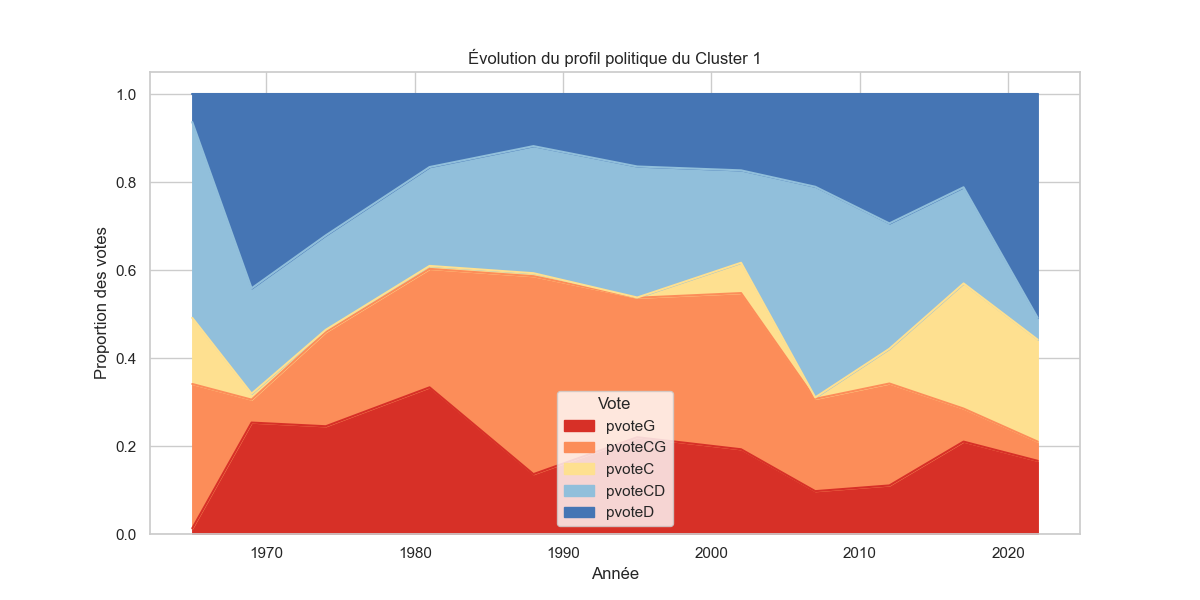 Évolution du profil politique du Cluster 1
1.0
0.8
0.6
0.4
0.2
0.0
Proportion des votes
Vote
pvoteG
pvoteCG
pvoteC
pvoteCD
pvoteD
1970 1980 1990 2000 2010 2020
Année